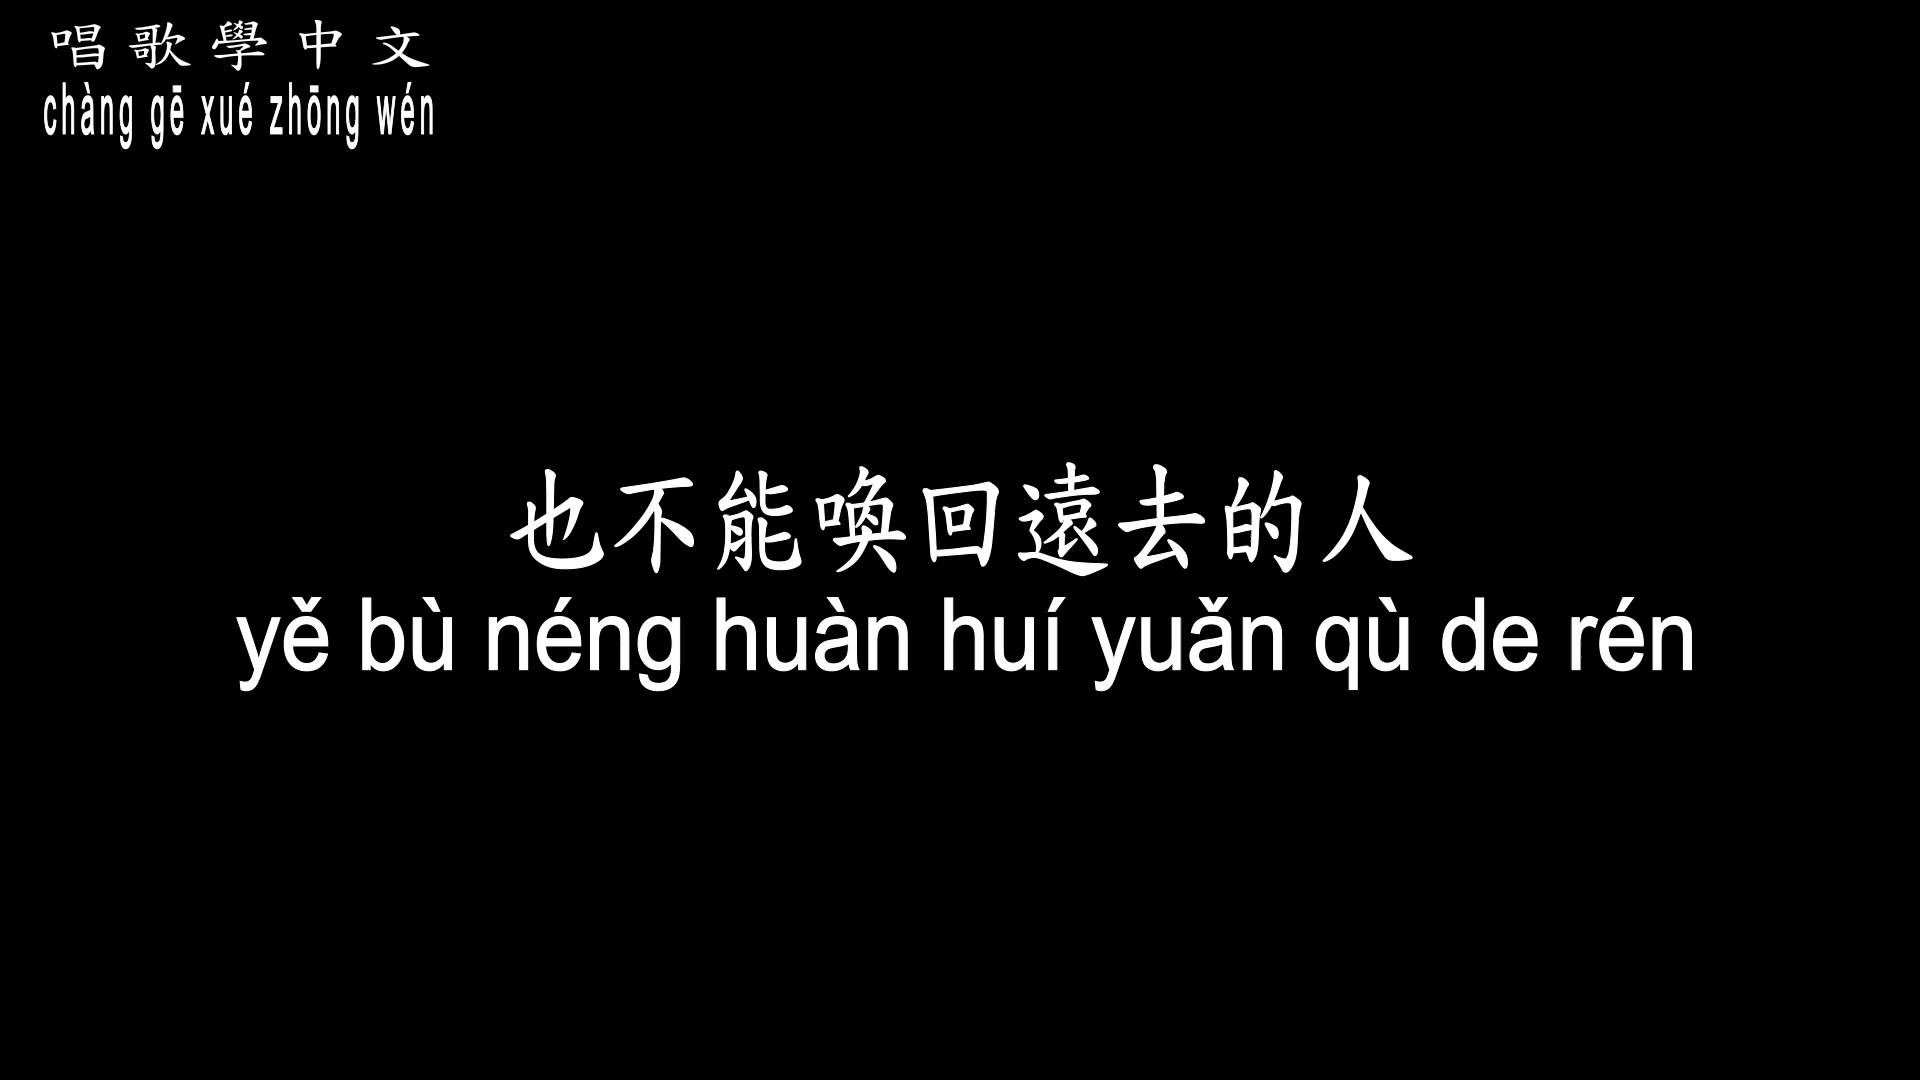 唱歌學中文
chàng gē xué zhōng wén
也不能喚回遠去的人
yě bù néng huàn huí yuǎn qù de rén